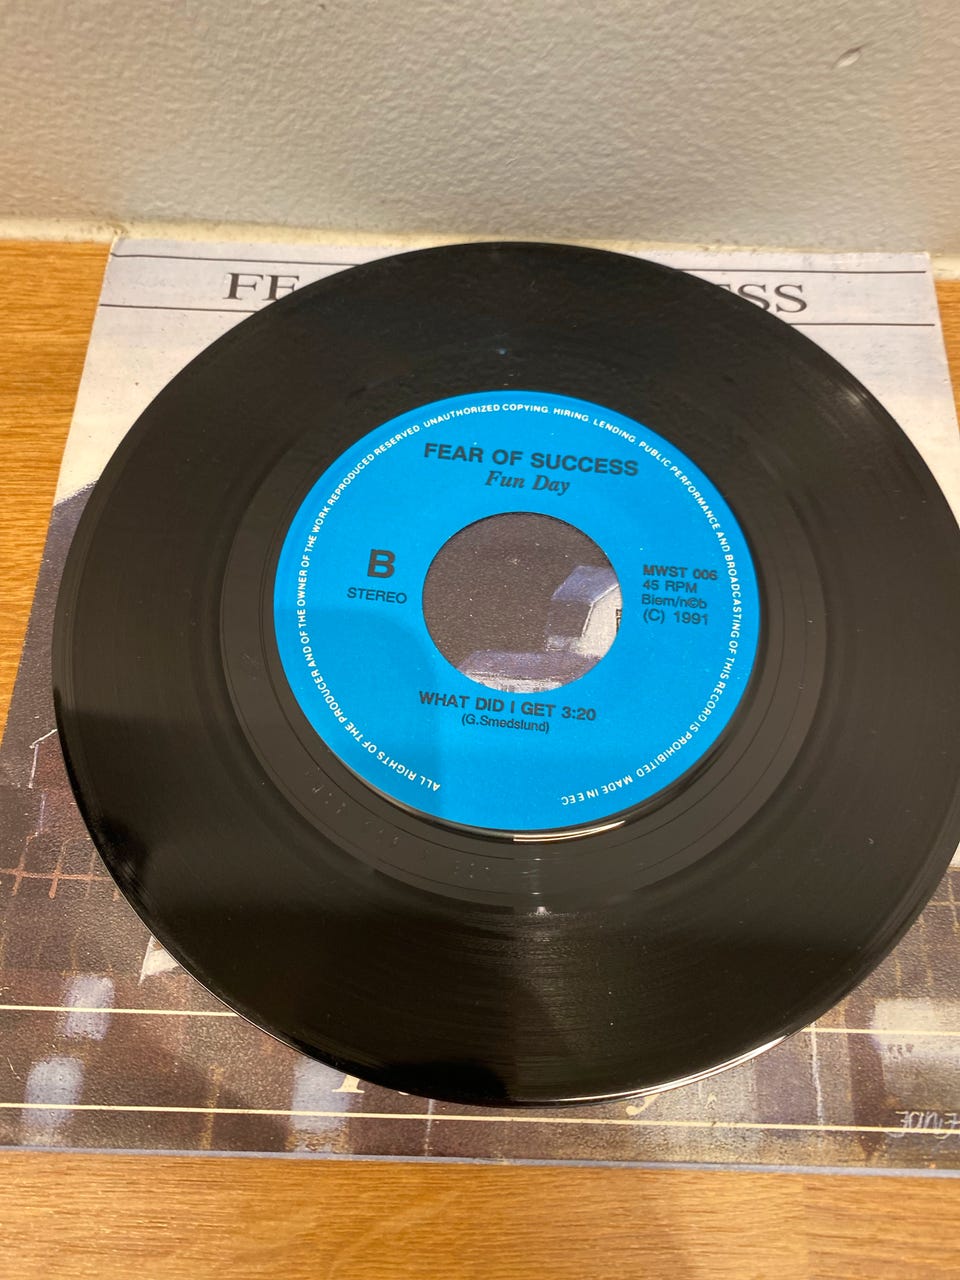 FE
SS
FEAR OF SUCCESS
Fun Day
B
STEREO
MWST 006
45 RPM
Biem/n©b
(C) 1991
WHAT DID I GET 3:20
(G.Smedslund)
ALL RIGHTS OF THE PRODUCER AND OF THE OWNER OF THE WORK REPRODUCED RESERVED. UNAUTHORIZED COPYING. HIRING. LENDING. PUBLIC PERFORMANCE AND BROADCASTING OF THIS RECORD IS PROHIBITED MADE IN EEC.